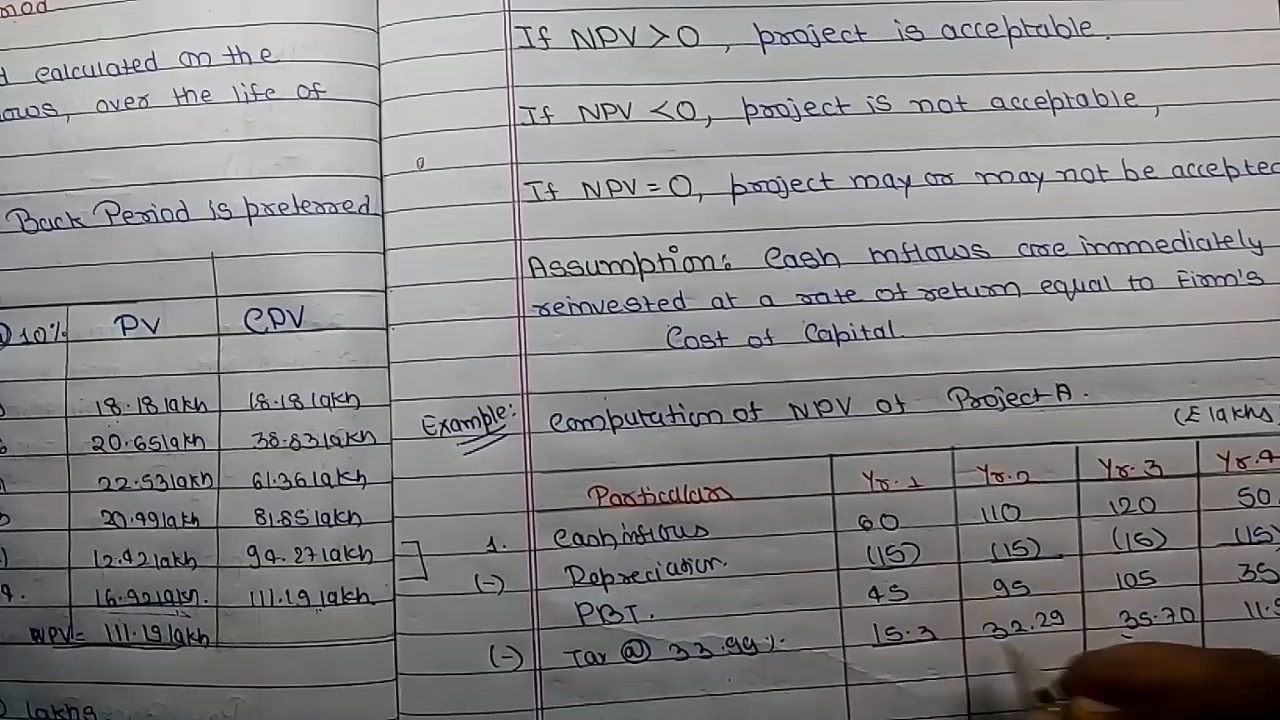 calculated on the
over the life of
Back Period is preferred
10% PV CPV
18.18 lakh 18.18 lakh
20.65 lakh 38.83 lakh
22.53 lakh 61.36 lakh
20.49 lakh 81.85 lakh
12.42 lakh 94.27 lakh
16.92 lakh. 111.19 lakh
NPV= 111.19 lakh
lakhs
If NPV > 0, project is acceptable.
If NPV < 0, project is not acceptable,
If NPV = 0, project may or may not be accepted
Assumption: Cash inflows are immediately
reinvested at a rate of return equal to Firm's
Cost of Capital.
Example: Computation of NPV of Project A.
(₹ lakhs)
Particulars Yr. 1 Yr. 2 Yr. 3 Yr. 4
1. Cash inflows 60 110 120 50
(-) Depreciation. (15) (15) (15) (15)
PBT. 45 95 105 35
(-) Tax @ 33.99%. 15.3 32.29 35.70 11.9